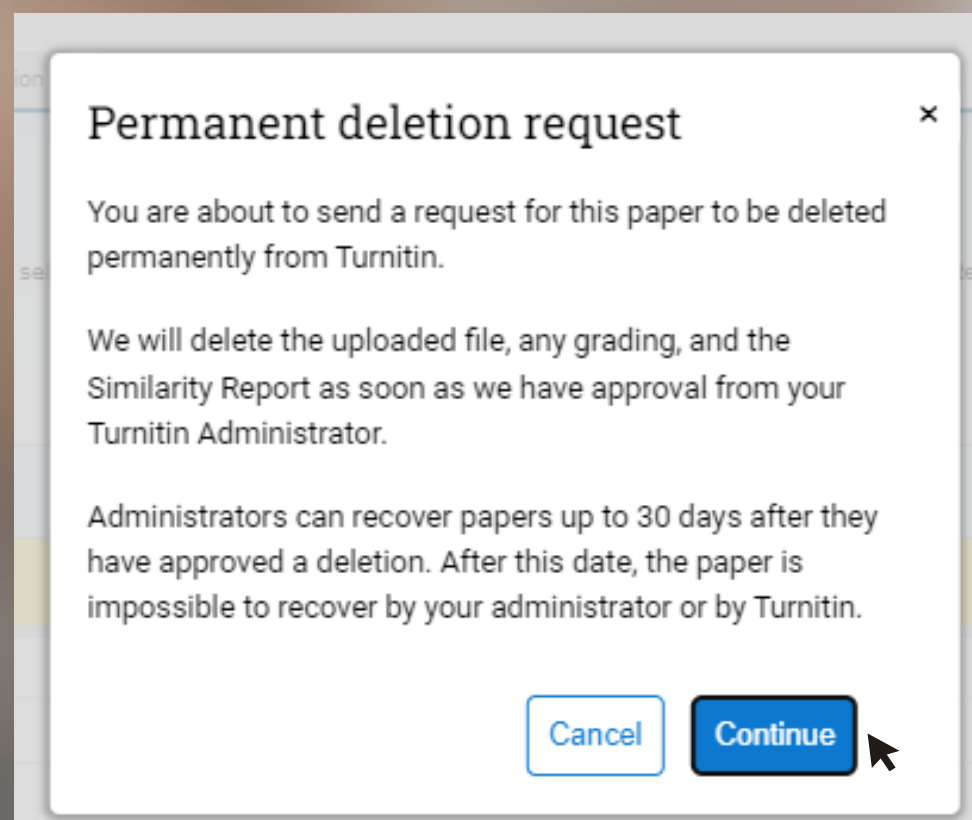 Permanent deletion request
×
You are about to send a request for this paper to be deleted
permanently from Turnitin.
We will delete the uploaded file, any grading, and the
Similarity Report as soon as we have approval from your
Turnitin Administrator.
Administrators can recover papers up to 30 days after they
have approved a deletion. After this date, the paper is
impossible to recover by your administrator or by Turnitin.
Cancel Continue